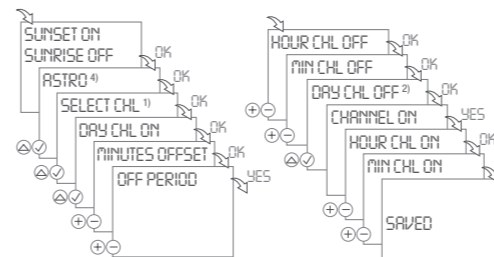 SUNSET ON
SUNRISE OFF
OK
ASTRO 4)
OK
SELECT CHL 1)
OK
DAY CHL ON
OK
MINUTES OFFSET
OK
OFF PERIOD
YES
HOUR CHL OFF
OK
MIN CHL OFF
OK
DAY CHL OFF 2)
OK
CHANNEL ON
YES
HOUR CHL ON
OK
MIN CHL ON
SAVED